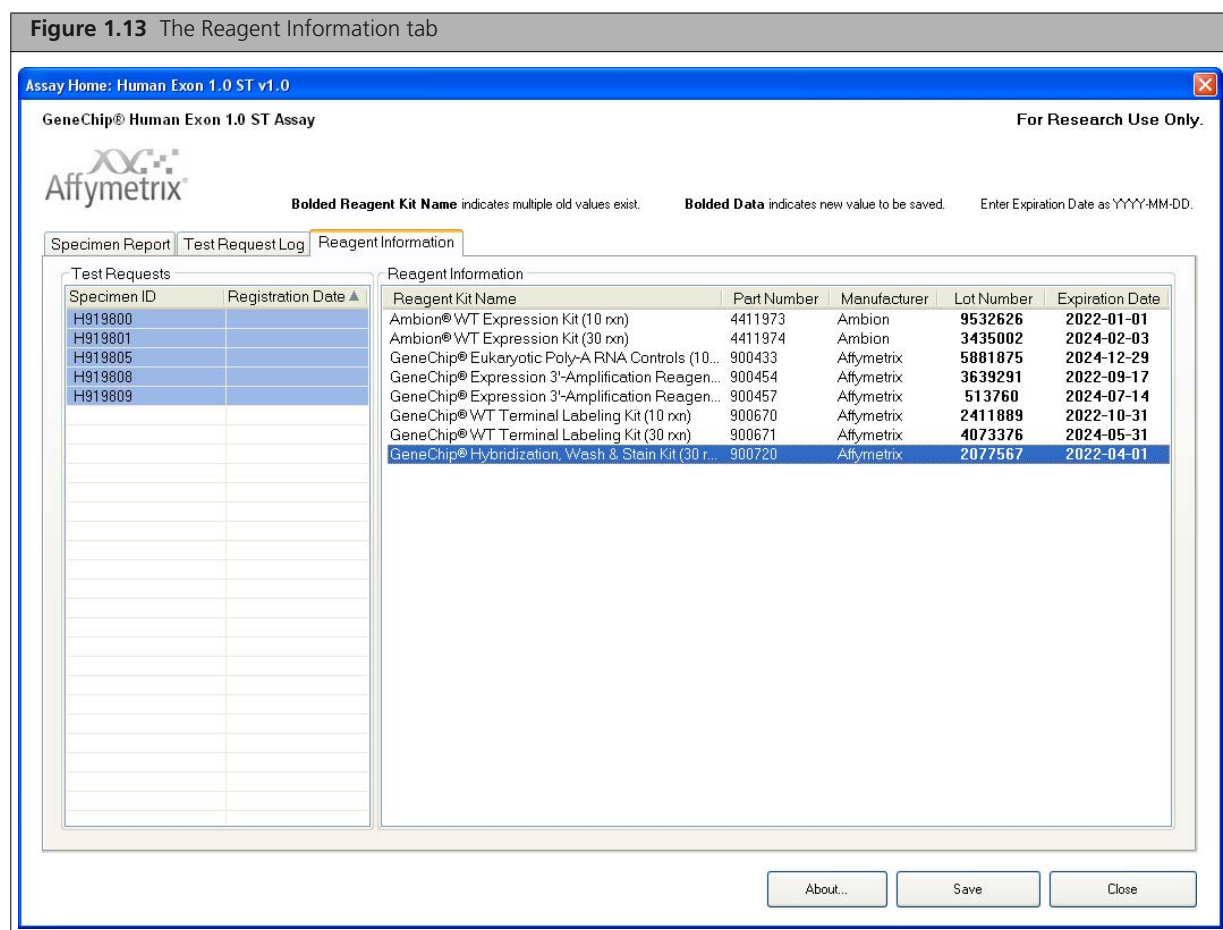 Figure 1.13 The Reagent Information tab
Assay Home: Human Exon 1.0 ST v1.0
GeneChip® Human Exon 1.0 ST Assay For Research Use Only.
Affymetrix®
Bolded Reagent Kit Name indicates multiple old values exist. Bolded Data indicates new value to be saved. Enter Expiration Date as YYYY-MM-DD.
Specimen Report Test Request Log Reagent Information
Test Requests Reagent Information
Specimen ID Registration Date Reagent Kit Name Part Number Manufacturer Lot Number Expiration Date
H919800 Ambion® WT Expression Kit (10 rxn) 4411973 Ambion 9532626 2022-01-01
H919801 Ambion® WT Expression Kit (30 rxn) 4411974 Ambion 3435002 2024-02-03
H919805 GeneChip® Eukaryotic Poly-A RNA Controls (10... 900433 Affymetrix 5881875 2024-12-29
H919808 GeneChip® Expression 3'-Amplification Reagen... 900454 Affymetrix 3639291 2022-09-17
H919809 GeneChip® Expression 3'-Amplification Reagen... 900457 Affymetrix 513760 2024-07-14
GeneChip® WT Terminal Labeling Kit (10 rxn) 900670 Affymetrix 2411889 2022-10-31
GeneChip® WT Terminal Labeling Kit (30 rxn) 900671 Affymetrix 4073376 2024-05-31
GeneChip® Hybridization, Wash & Stain Kit (30 r... 900720 Affymetrix 2077567 2022-04-01
About... Save Close